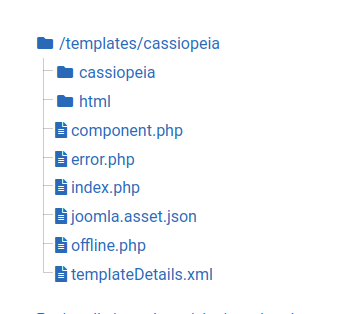 /templates/cassiopeia
cassiopeia
html
component.php
error.php
index.php
joomla.asset.json
offline.php
templateDetails.xml